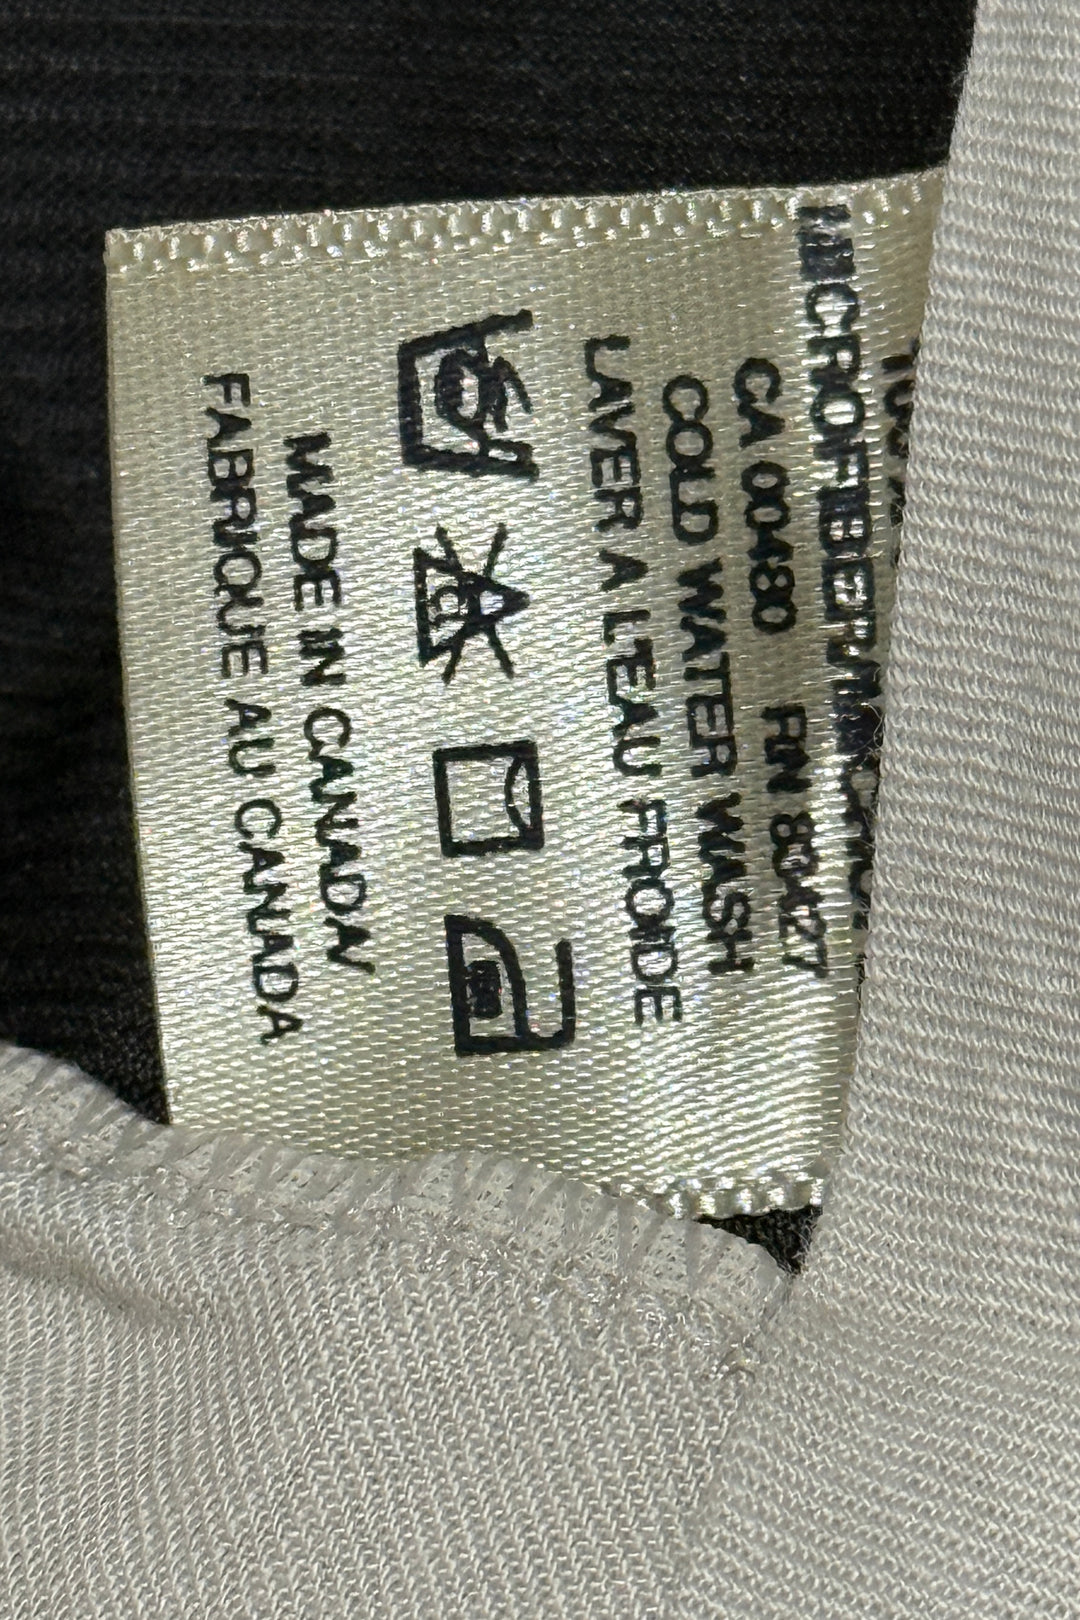 MICROFIBER
CA 00480 RN 80427
COLD WATER WASH
LAVER A L'EAU FROIDE
MADE IN CANADA
FABRIQUE AU CANADA